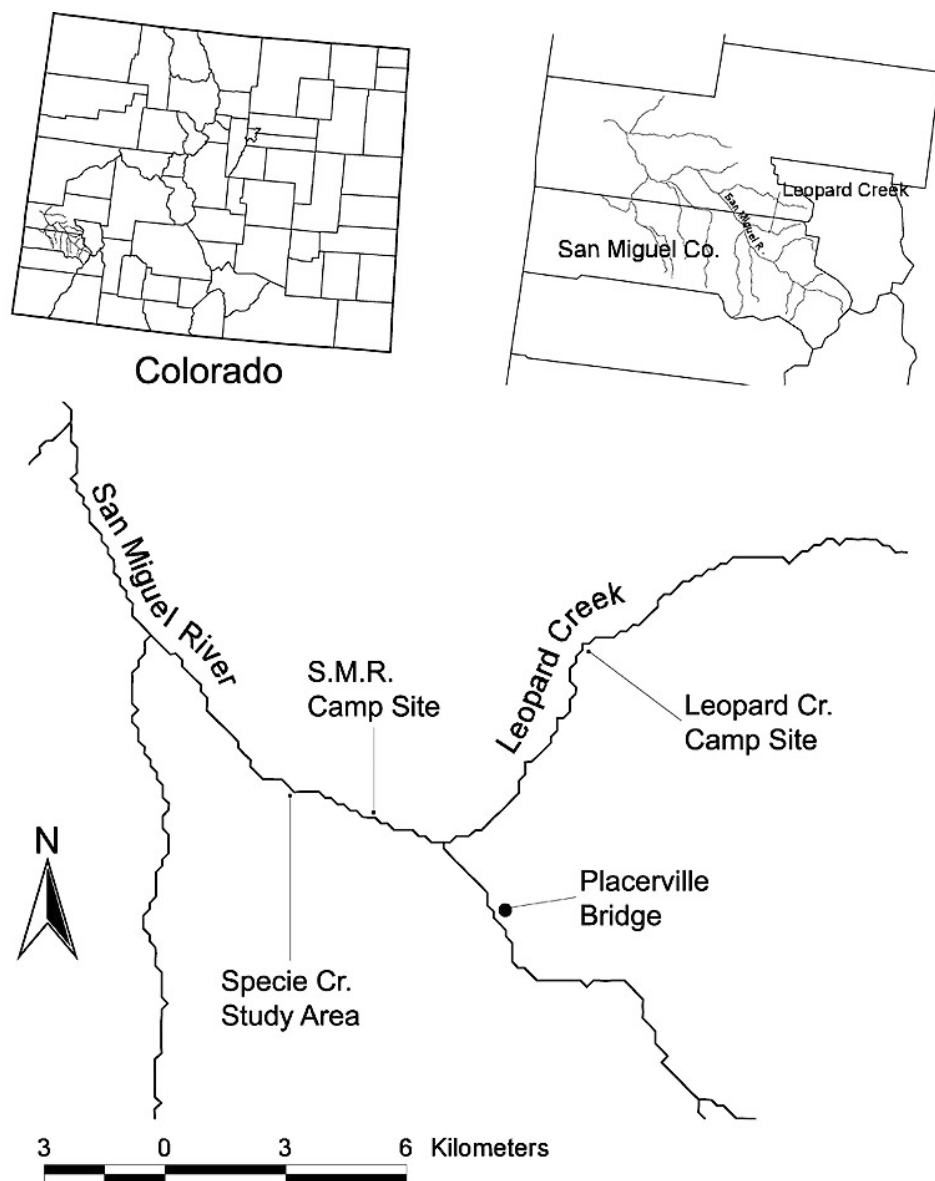 Colorado
Leopard Creek
San Miguel R.
San Miguel Co.
San Miguel River
Leopard Creek
S.M.R.
Camp Site
Leopard Cr.
Camp Site
N
Placerville
Bridge
Specie Cr.
Study Area
3 0 3 6 Kilometers